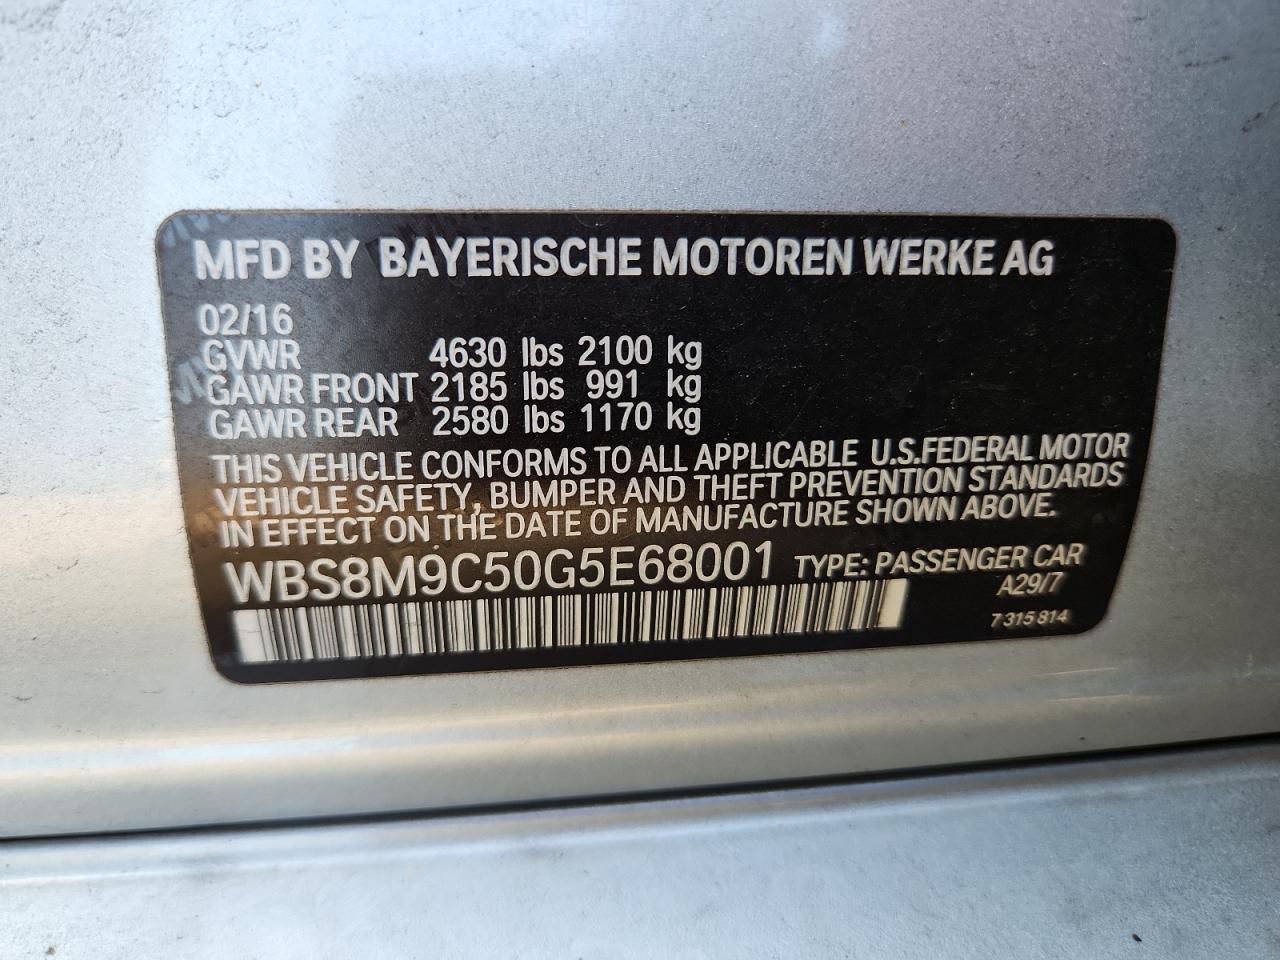 MFD BY BAYERISCHE MOTOREN WERKE AG
02/16
GVWR 4630 lbs 2100 kg
GAWR FRONT 2185 lbs 991 kg
GAWR REAR 2580 lbs 1170 kg
THIS VEHICLE CONFORMS TO ALL APPLICABLE U.S.FEDERAL MOTOR
VEHICLE SAFETY, BUMPER AND THEFT PREVENTION STANDARDS
IN EFFECT ON THE DATE OF MANUFACTURE SHOWN ABOVE.
WBS8M9C50G5E68001 TYPE: PASSENGER CAR
A29/7
7 315 814